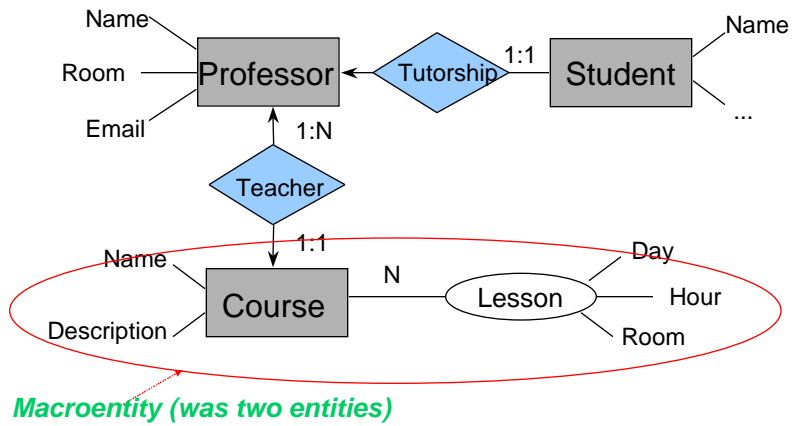 Name
Name
1:1
Room
Professor
Tutorship
Student
Email
1:N
...
Teacher
1:1
Name
Day
N
Course
Lesson
Hour
Description
Room
Macroentity (was two entities)